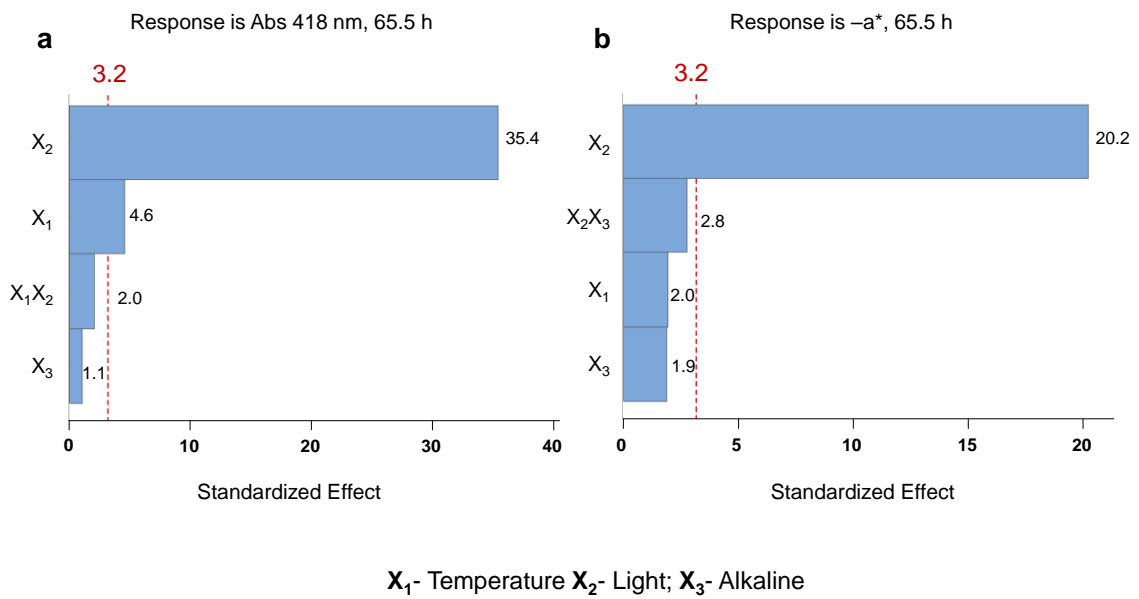 a
Response is Abs 418 nm, 65.5 h
3.2
X₂
35.4
X₁
4.6
X₁X₂
2.0
X₃
1.1
0 10 20 30 40
Standardized Effect
b
Response is –a*, 65.5 h
3.2
X₂
20.2
X₂X₃
2.8
X₁
2.0
X₃
1.9
0 5 10 15 20
Standardized Effect
X₁- Temperature X₂- Light; X₃- Alkaline